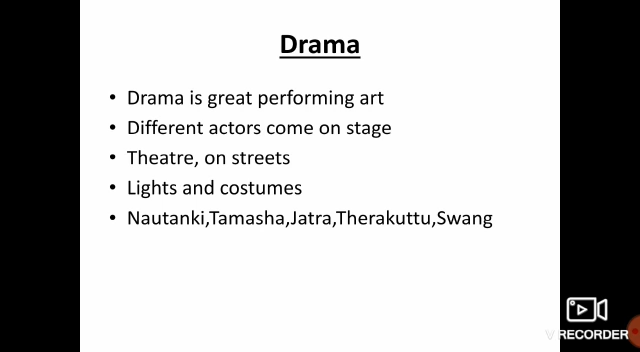 Drama
• Drama is great performing art
• Different actors come on stage
• Theatre, on streets
• Lights and costumes
• Nautanki,Tamasha,Jatra,Therakuttu,Swang
V RECORDER